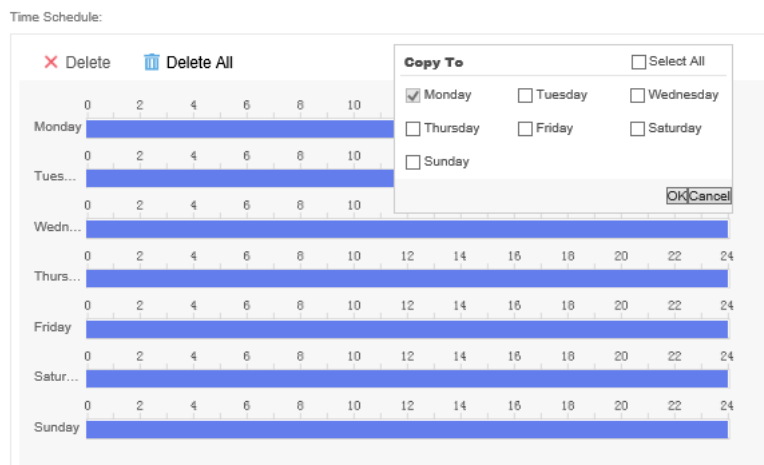 Time Schedule:
Delete Delete All
Copy To Select All
Monday Tuesday Wednesday
Thursday Friday Saturday
Sunday
OK Cancel
0 2 4 6 8 10
Monday
0 2 4 6 8 10
Tues...
0 2 4 6 8 10
Wedn...
0 2 4 6 8 10 12 14 16 18 20 22 24
Thurs...
0 2 4 6 8 10 12 14 16 18 20 22 24
Friday
0 2 4 6 8 10 12 14 16 18 20 22 24
Satur...
0 2 4 6 8 10 12 14 16 18 20 22 24
Sunday